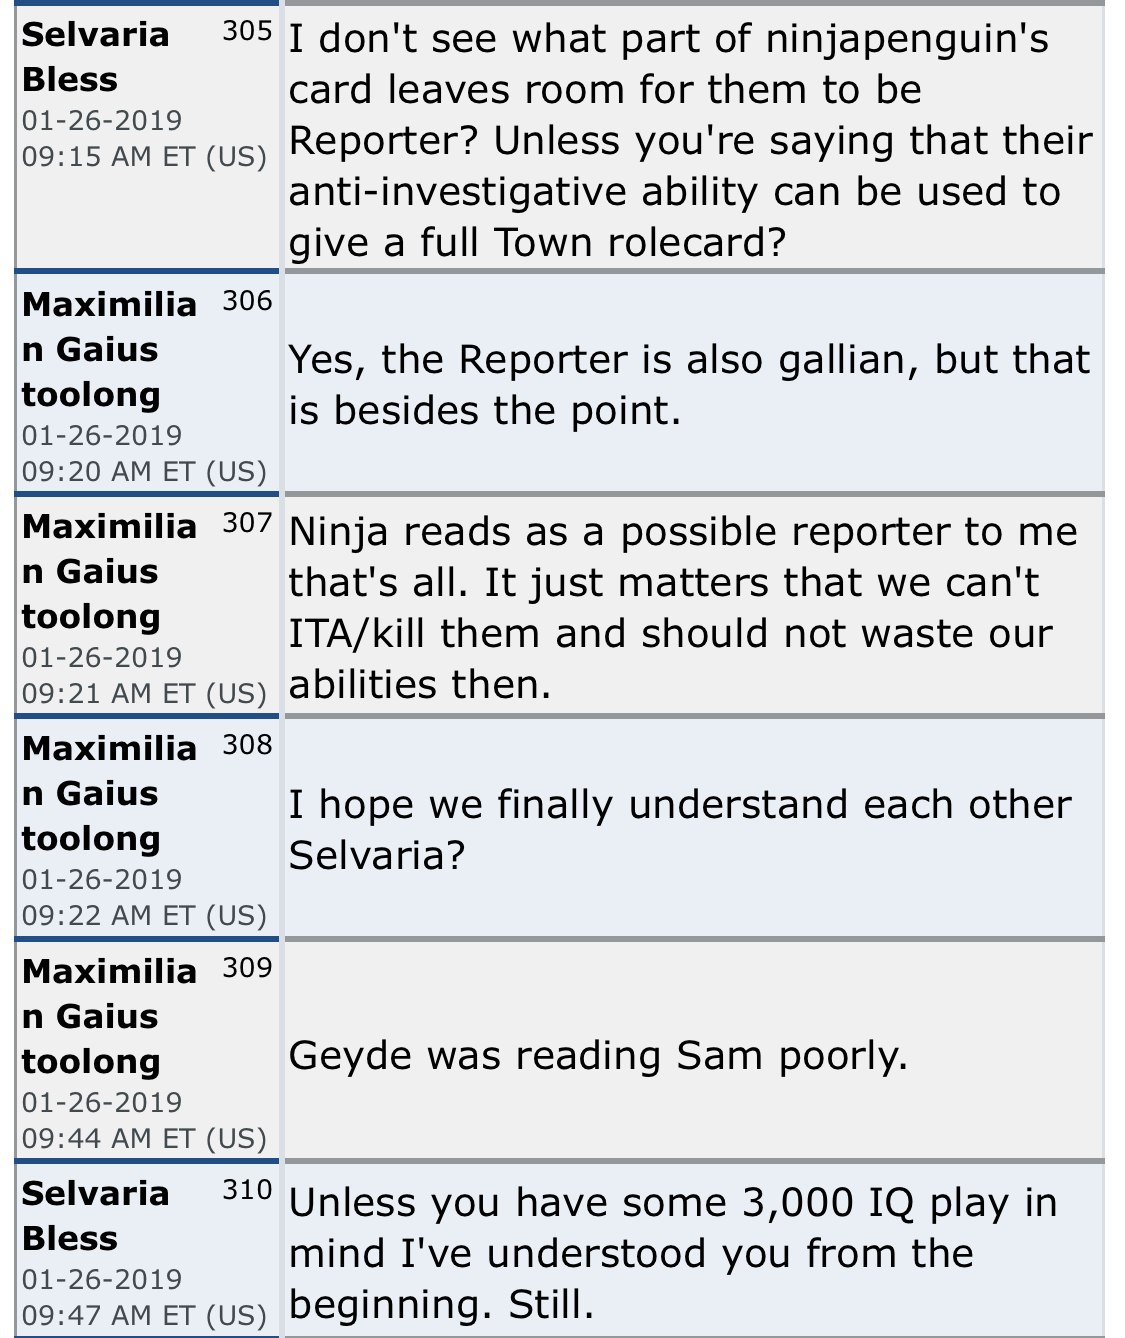 Selvaria 305
Bless
01-26-2019
09:15 AM ET (US)
I don't see what part of ninjapenguin's
card leaves room for them to be
Reporter? Unless you're saying that their
anti-investigative ability can be used to
give a full Town rolecard?
Maximilia 306
n Gaius
toolong
01-26-2019
09:20 AM ET (US)
Yes, the Reporter is also gallian, but that
is besides the point.
Maximilia 307
n Gaius
toolong
01-26-2019
09:21 AM ET (US)
Ninja reads as a possible reporter to me
that's all. It just matters that we can't
ITA/kill them and should not waste our
abilities then.
Maximilia 308
n Gaius
toolong
01-26-2019
09:22 AM ET (US)
I hope we finally understand each other
Selvaria?
Maximilia 309
n Gaius
toolong
01-26-2019
09:44 AM ET (US)
Geyde was reading Sam poorly.
Selvaria 310
Bless
01-26-2019
09:47 AM ET (US)
Unless you have some 3,000 IQ play in
mind I've understood you from the
beginning. Still.